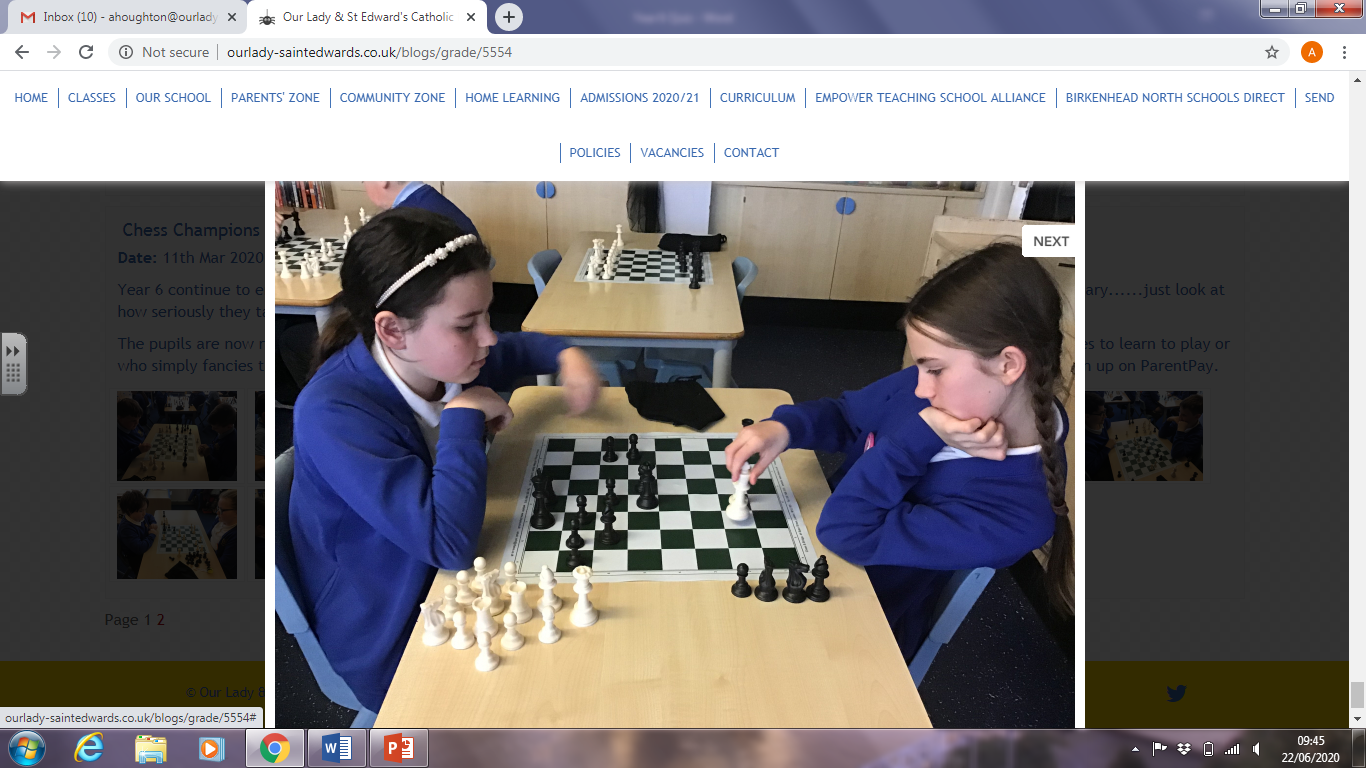 Inbox (10) - ahoughton@ourlady
Our Lady & St Edward's Catholic
Not secure
ourlady-saintedwards.co.uk/blogs/grade/5554
A
HOME
CLASSES
OUR SCHOOL
PARENTS' ZONE
COMMUNITY ZONE
HOME LEARNING
ADMISSIONS 2020/21
CURRICULUM
EMPOWER TEACHING SCHOOL ALLIANCE
BIRKENHEAD NORTH SCHOOLS DIRECT
SEND
POLICIES
VACANCIES
CONTACT
NEXT
Chess Champions
Date: 11th Mar 2020
Year 6 continue to e
ary......just look at
how seriously they ta
The pupils are now
es to learn to play or
who simply fancies t
up on ParentPay.
Page 1 2
© Our Lady
ourlady-saintedwards.co.uk/blogs/grade/5554#
09:45
22/06/2020